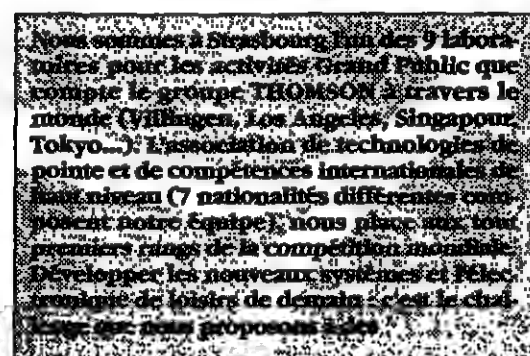 Nous sommes à Strasbourg l'un des 9 labora-
toires pour les activités Grand Public que
compte le groupe THOMSON à travers le
monde (Villingen, Los Angeles, Singapour,
Tokyo...). L'association de technologies de
pointe et de compétences internationales de
haut niveau (7 nationalités différentes com-
posent notre équipe), nous place aux tout
premiers rangs de la compétition mondiale.
Développer les nouveaux systèmes et l'élec-
tronique de loisirs de demain : c'est le chal-
lenge que nous proposons à des